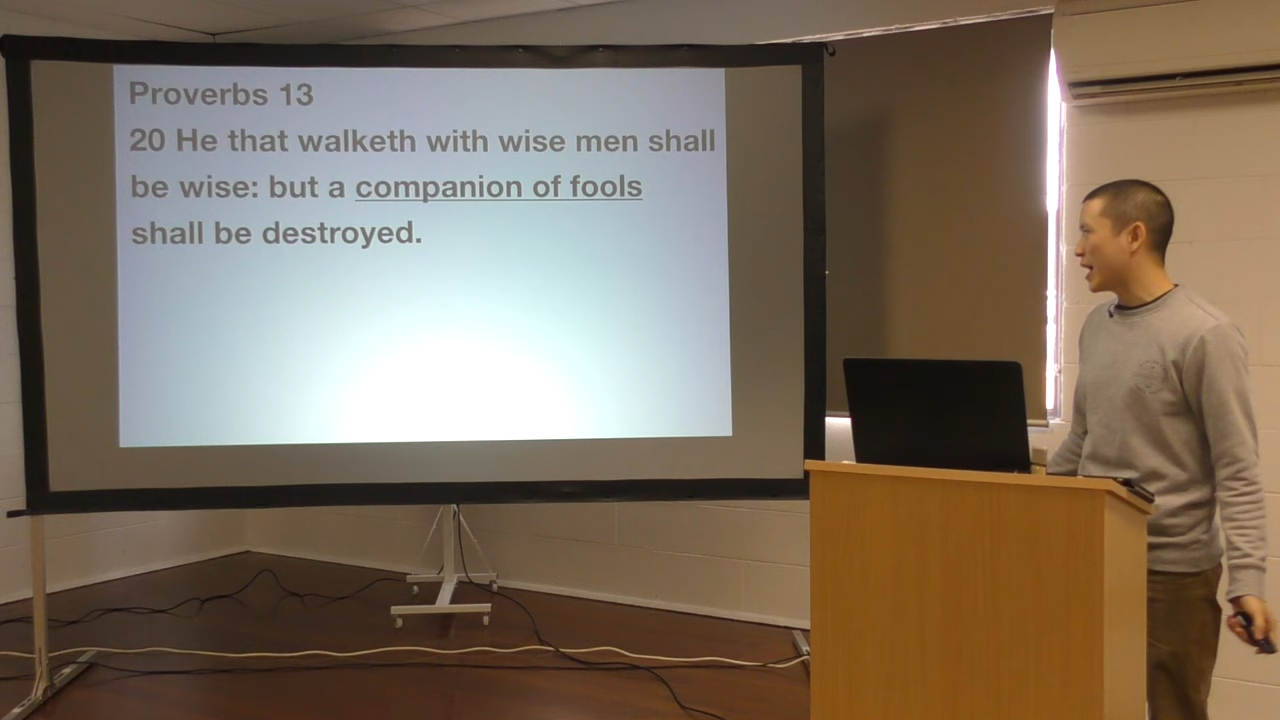 Proverbs 13
20 He that walketh with wise men shall
be wise: but a companion of fools
shall be destroyed.